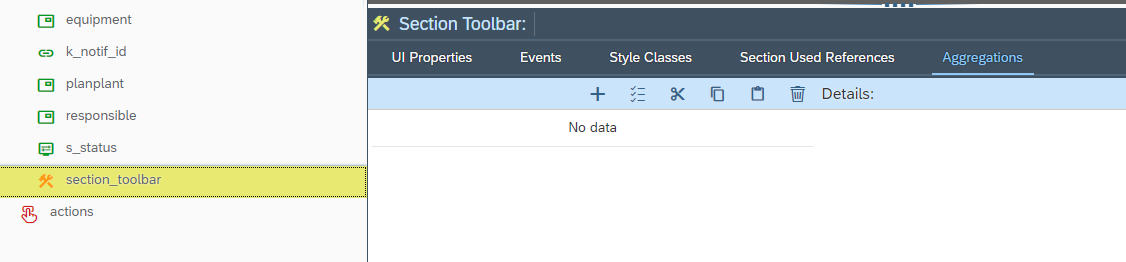 equipment
k_notif_id
planplant
responsible
s_status
section_toolbar
actions
Section Toolbar:
UI Properties Events Style Classes Section Used References Aggregations
Details:
No data